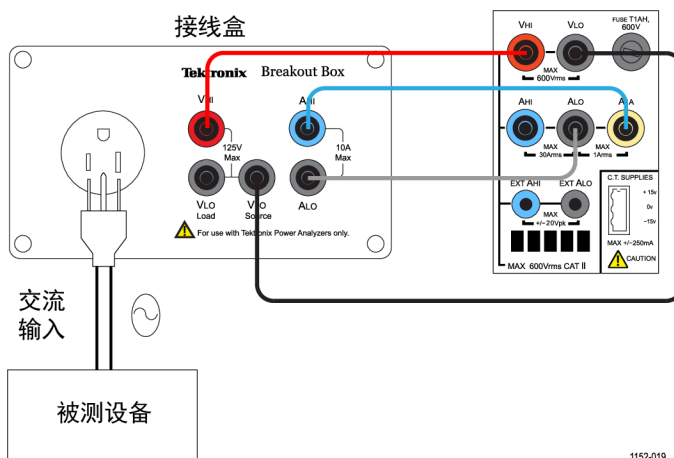 接线盒
Tektronix Breakout Box
VHI
AHI
125V
Max
10A
Max
VLO
Load
VLO
Source
ALO
For use with Tektronix Power Analyzers only.
交流
输入
被测设备
VHI
VLO
FUSE T1AH,
600V
MAX
600Vrms
AHI
ALO
A1A
MAX
30Arms
MAX
1Arms
EXT AHI
EXT ALO
MAX
+/-20Vpk
MAX 600Vrms CAT II
C.T. SUPPLIES
+ 15v
0v
-15v
MAX +/-250mA
CAUTION
1152-019